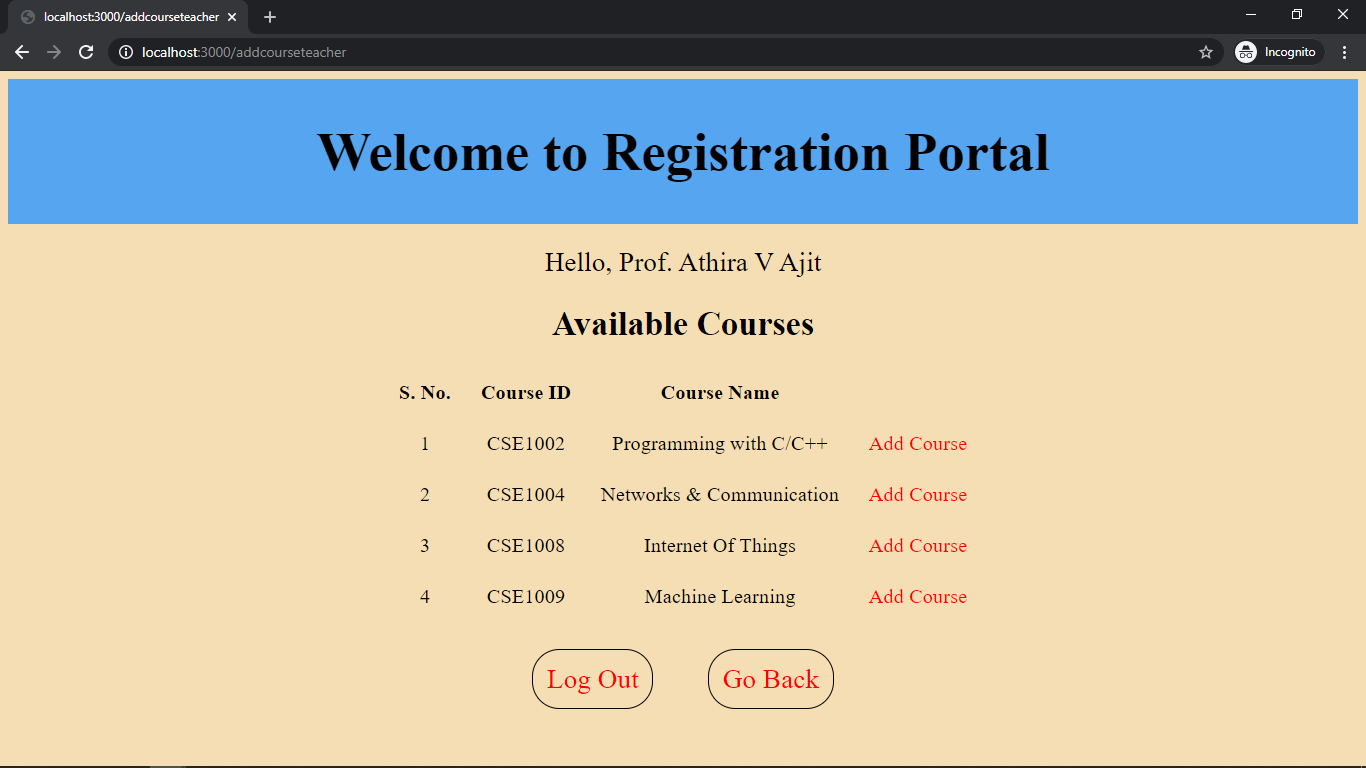 localhost:3000/addcourseteacher
localhost:3000/addcourseteacher Incognito
Welcome to Registration Portal
Hello, Prof. Athira V Ajit
Available Courses
S. No. Course ID Course Name
1 CSE1002 Programming with C/C++ Add Course
2 CSE1004 Networks & Communication Add Course
3 CSE1008 Internet Of Things Add Course
4 CSE1009 Machine Learning Add Course
Log Out Go Back